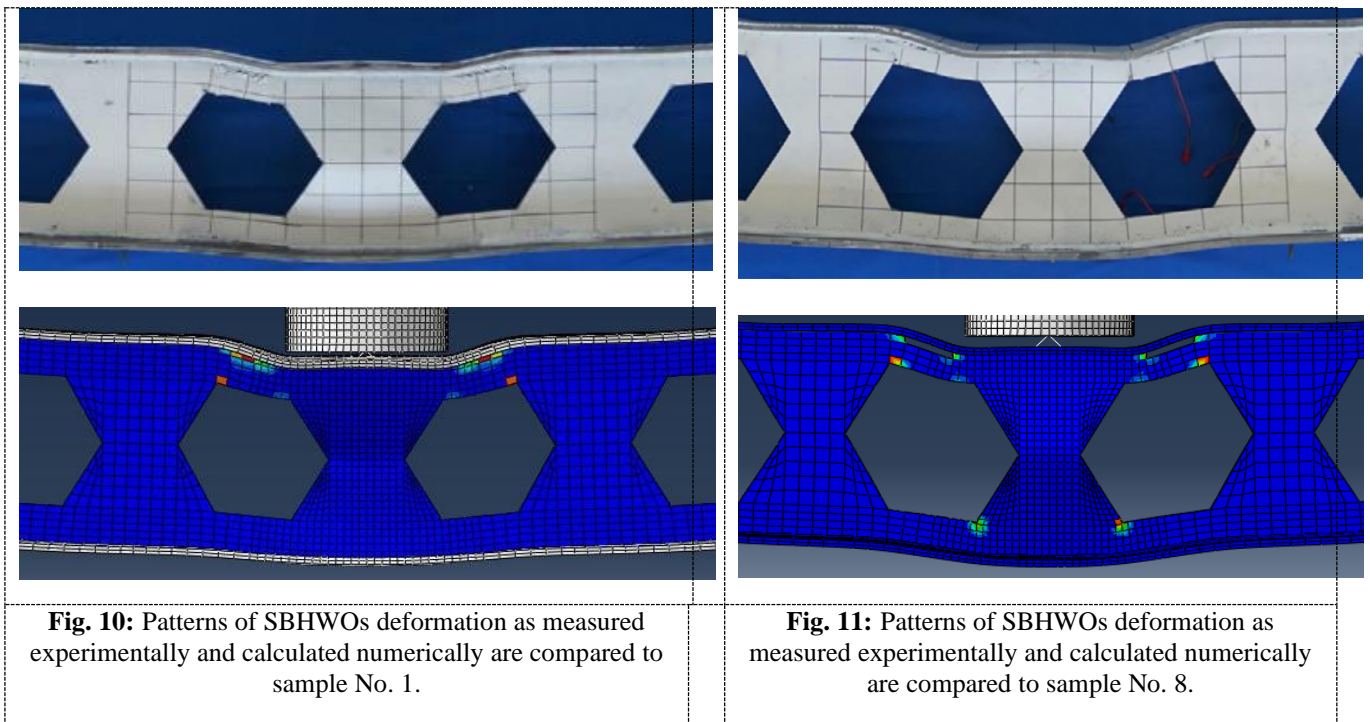 Fig. 10: Patterns of SBHWOs deformation as measured
experimentally and calculated numerically are compared to
sample No. 1.
Fig. 11: Patterns of SBHWOs deformation as
measured experimentally and calculated numerically
are compared to sample No. 8.